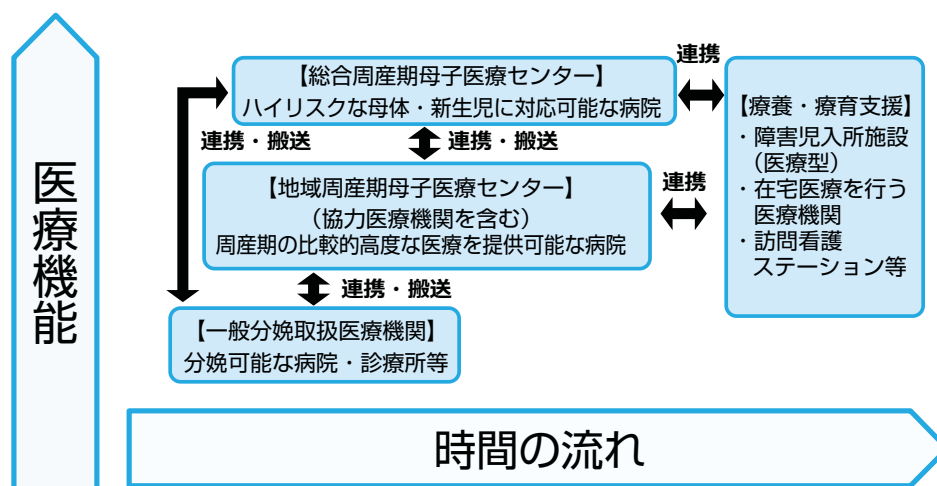 医療機能
【総合周産期母子医療センター】
ハイリスクな母体・新生児に対応可能な病院
連携
連携・搬送
連携・搬送
【地域周産期母子医療センター】
（協力医療機関を含む）
周産期の比較的高度な医療を提供可能な病院
連携
連携・搬送
【一般分娩取扱医療機関】
分娩可能な病院・診療所等
【療養・療育支援】
・障害児入所施設
（医療型）
・在宅医療を行う
医療機関
・訪問看護
ステーション等
時間の流れ